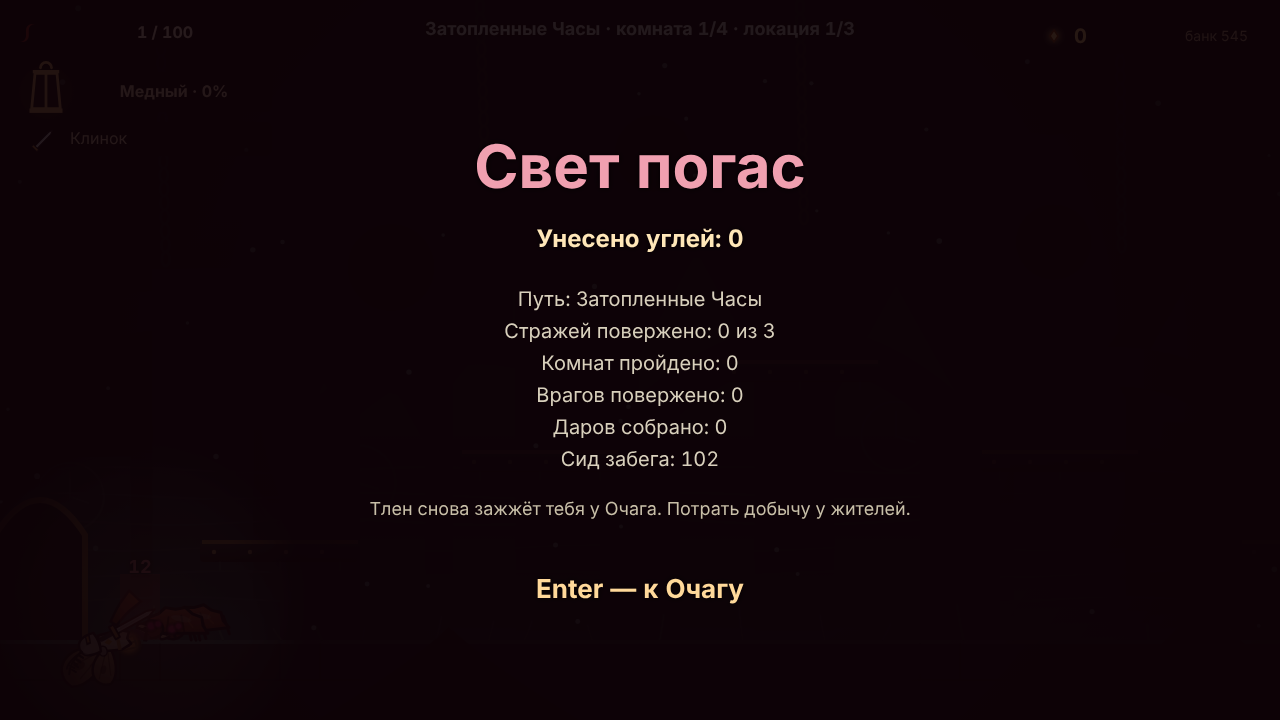 1 / 100
Затопленные Часы · комната 1/4 · локация 1/3
0
банк 545
Медный · 0%
Клинок
Свет погас
Унесено углей: 0
Путь: Затопленные Часы
Стражей повержено: 0 из 3
Комнат пройдено: 0
Врагов повержено: 0
Даров собрано: 0
Сид забега: 102
Тлен снова зажжёт тебя у Очага. Потрать добычу у жителей.
12
Enter — к Очагу